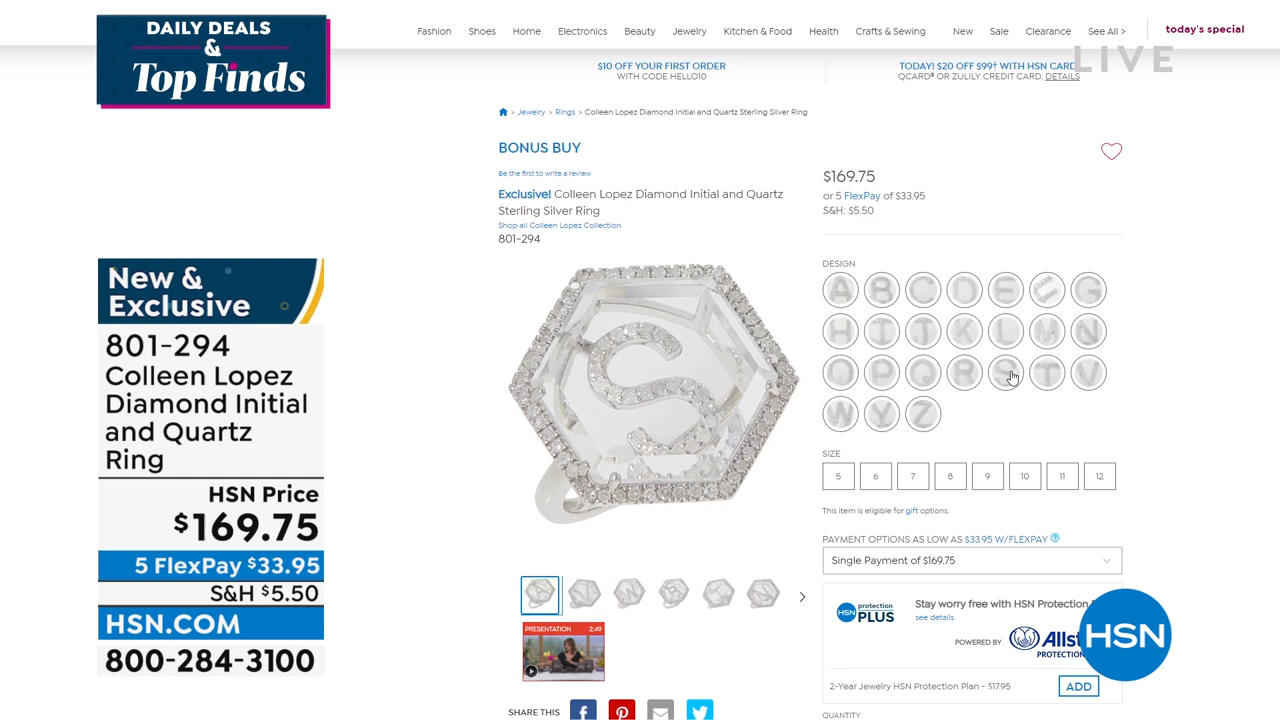 DAILY DEALS
&
Top Finds
Fashion Shoes Home Electronics Beauty Jewelry Kitchen & Food Health Crafts & Sewing New Sale Clearance See All > today's special
LIVE
$10 OFF YOUR FIRST ORDER
WITH CODE HELLO10
TODAY! $20 OFF $99† WITH HSN CARD,
QCARD® OR ZULILY CREDIT CARD. DETAILS
> Jewelry > Rings > Colleen Lopez Diamond Initial and Quartz Sterling Silver Ring
BONUS BUY
Be the first to write a review
Exclusive! Colleen Lopez Diamond Initial and Quartz
Sterling Silver Ring
Shop all Colleen Lopez Collection
801-294
S
$169.75
or 5 FlexPay of $33.95
S&H: $5.50
DESIGN
A B C D E F G
H I J K L M N
O P Q R S T V
W Y Z
SIZE
5 6 7 8 9 10 11 12
This item is eligible for gift options.
PAYMENT OPTIONS AS LOW AS $33.95 W/FLEXPAY ?
Single Payment of $169.75
HSN protection PLUS
Stay worry free with HSN Protection
see details
POWERED BY
PROTECTION
2-Year Jewelry HSN Protection Plan - $17.95
ADD
QUANTITY
HSN
PRESENTATION 2:49
SHARE THIS
New &
Exclusive
801-294
Colleen Lopez
Diamond Initial
and Quartz
Ring
HSN Price
$169.75
5 FlexPay $33.95
S&H $5.50
HSN.COM
800-284-3100